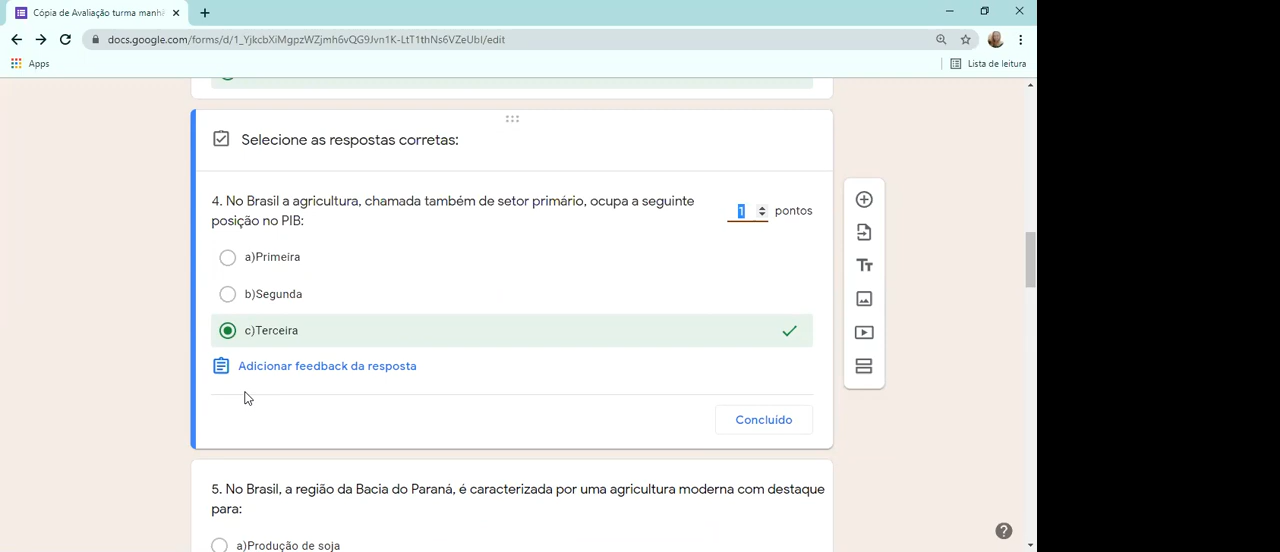 Cópia de Avaliação turma manhã
docs.google.com/forms/d/1_YjkcbXiMgpzWZjmh6vQG9Jvn1K-LtT1thNs6VZeUbI/edit
Apps
Lista de leitura
Selecione as respostas corretas:
4. No Brasil a agricultura, chamada também de setor primário, ocupa a seguinte
posição no PIB:
1 pontos
a)Primeira
b)Segunda
c)Terceira
Adicionar feedback da resposta
Concluído
5. No Brasil, a região da Bacia do Paraná, é caracterizada por uma agricultura moderna com destaque
para:
a)Produção de soja